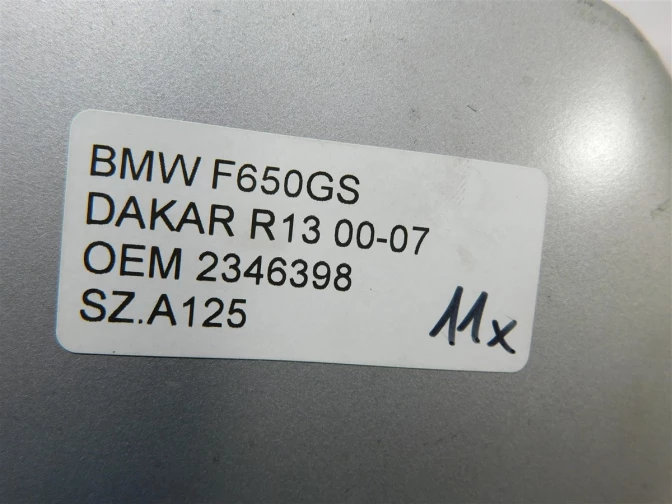 BMW F650GS
DAKAR R13 00-07
OEM 2346398
SZ.A125
11x